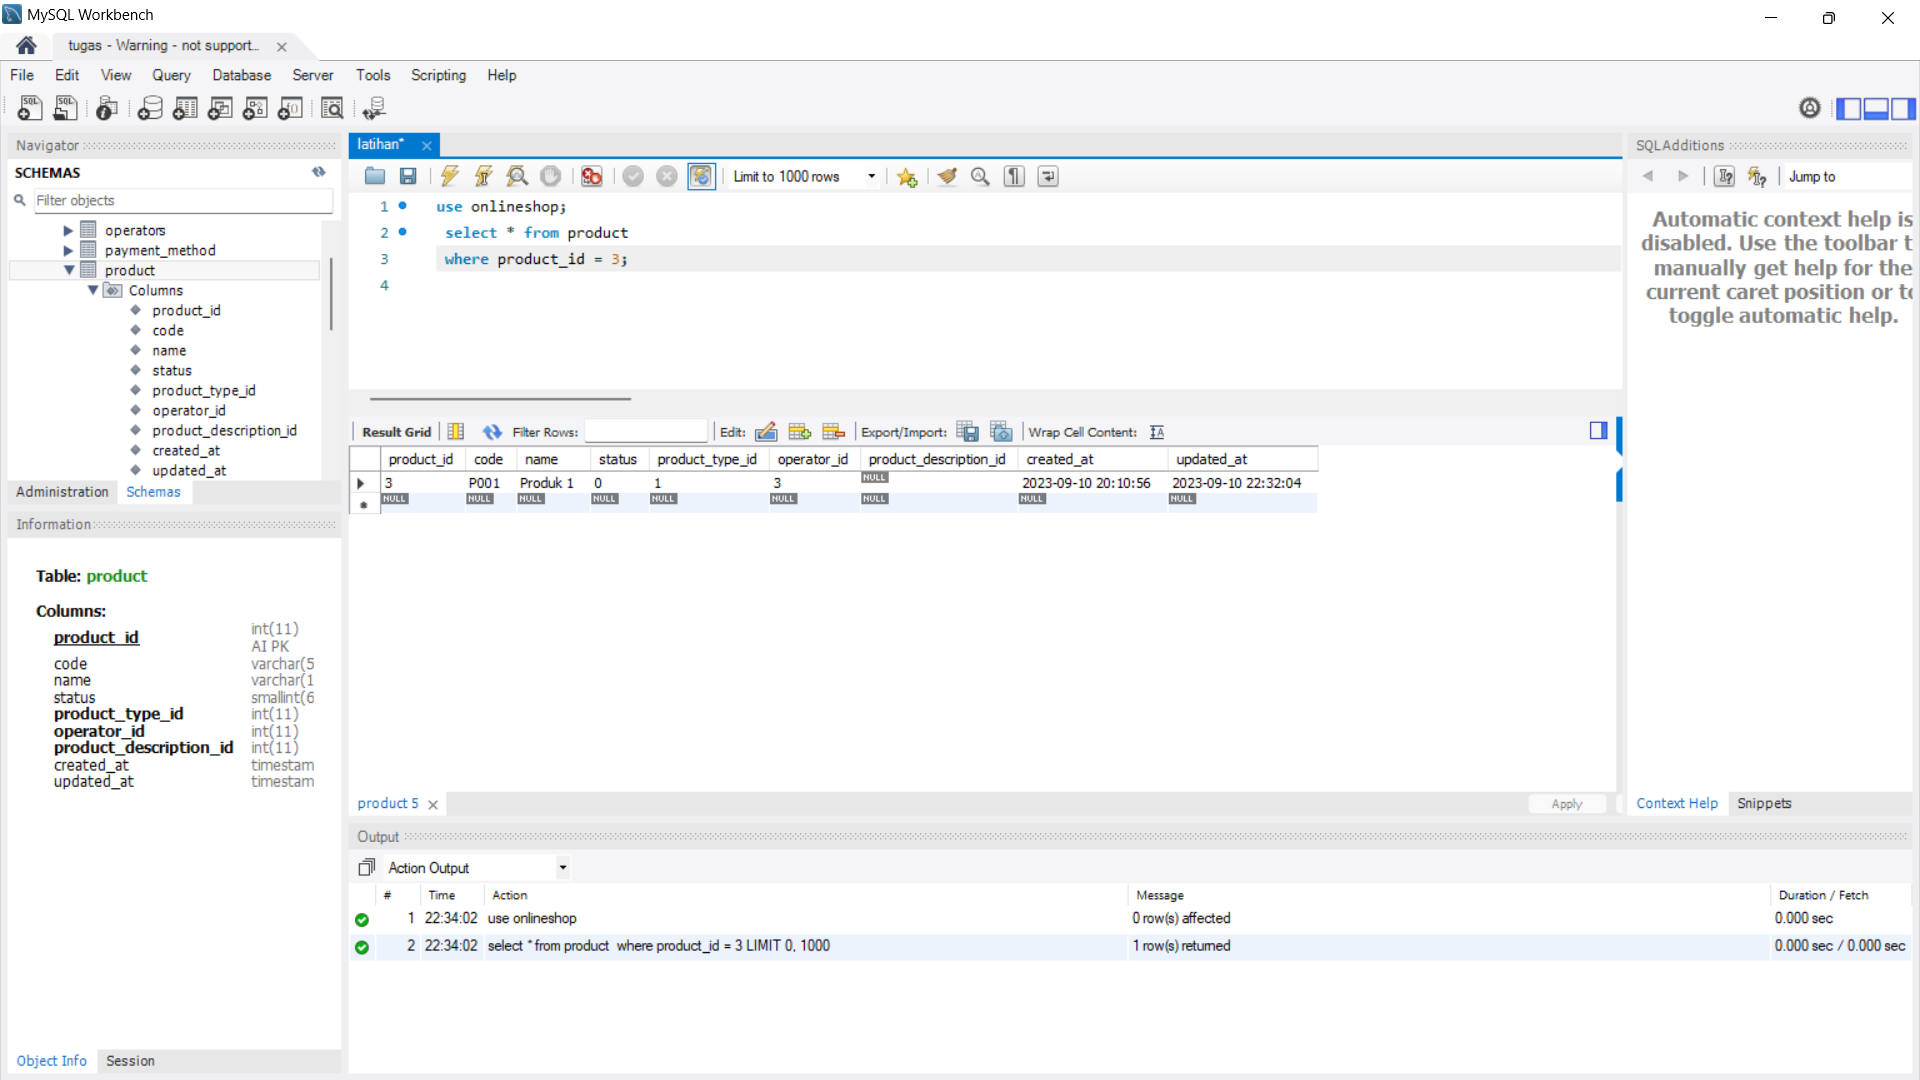 MySQL Workbench
tugas - Warning - not support...
File Edit View Query Database Server Tools Scripting Help
Navigator
SCHEMAS
Filter objects
operators
payment_method
product
Columns
product_id
code
name
status
product_type_id
operator_id
product_description_id
created_at
updated_at
Administration Schemas
Information
Table: product
Columns:
product_id int(11) AI PK
code varchar(5
name varchar(1
status smallint(6
product_type_id int(11)
operator_id int(11)
product_description_id int(11)
created_at timestam
updated_at timestam
Object Info Session
latihan*
Limit to 1000 rows
1 use onlineshop;
2 select * from product
3 where product_id = 3;
4
Result Grid Filter Rows: Edit: Export/Import: Wrap Cell Content:
product_id code name status product_type_id operator_id product_description_id created_at updated_at
3 P001 Produk 1 0 1 3 NULL 2023-09-10 20:10:56 2023-09-10 22:32:04
NULL NULL NULL NULL NULL NULL NULL NULL NULL
product 5
Apply
SQLAdditions
Jump to
Automatic context help is
disabled. Use the toolbar t
manually get help for the
current caret position or to
toggle automatic help.
Context Help Snippets
Output
Action Output
# Time Action Message Duration / Fetch
1 22:34:02 use onlineshop 0 row(s) affected 0.000 sec
2 22:34:02 select * from product where product_id = 3 LIMIT 0, 1000 1 row(s) returned 0.000 sec / 0.000 sec